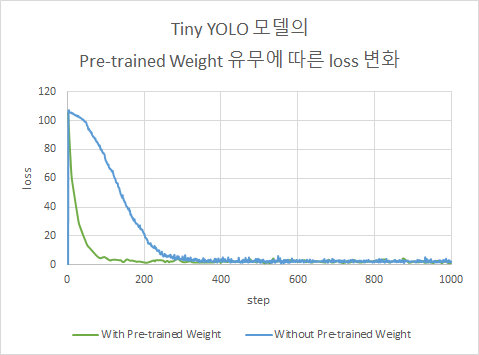 Tiny YOLO 모델의
Pre-trained Weight 유무에 따른 loss 변화
120
100
80
60
40
20
0
loss
0 200 400 600 800 1000
step
With Pre-trained Weight Without Pre-trained Weight